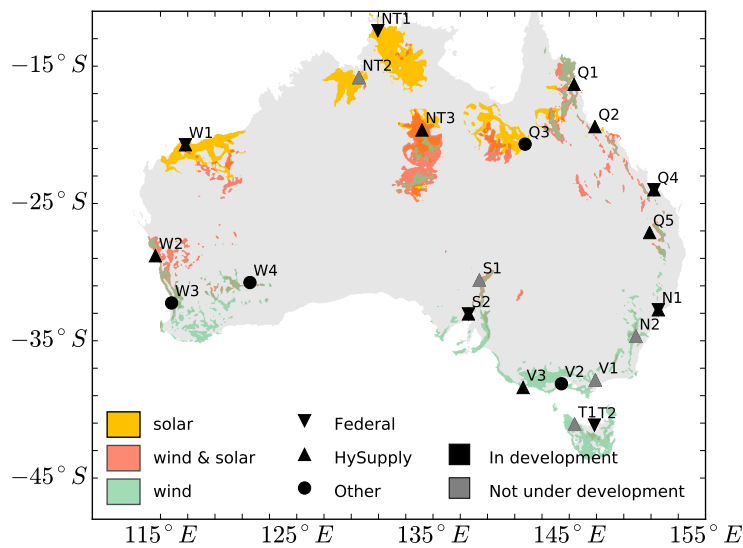 NT1
−15° S
NT2
Q1
NT3
Q2
W1
Q3
Q4
−25° S
Q5
W2
S1
W4
W3
S2
N1
N2
−35° S
V3
V2
V1
T1
T2
solar
Federal
wind & solar
HySupply
In development
−45° S
wind
Other
Not under development
115° E
125° E
135° E
145° E
155° E